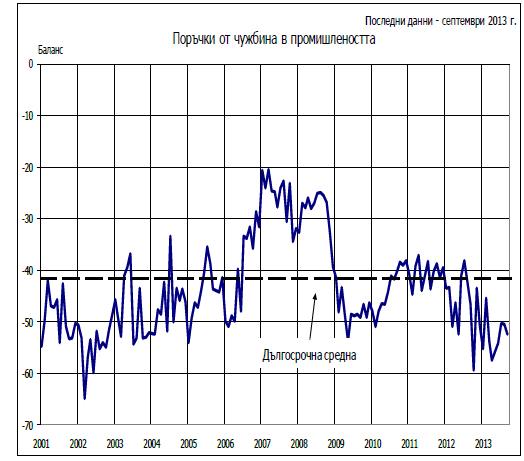 Последни данни - септември 2013 г.
Поръчки от чужбина в промишлеността
Баланс
0
-10
-20
-30
-40
-50
-60
-70
Дългосрочна средна
2001 2002 2003 2004 2005 2006 2007 2008 2009 2010 2011 2012 2013